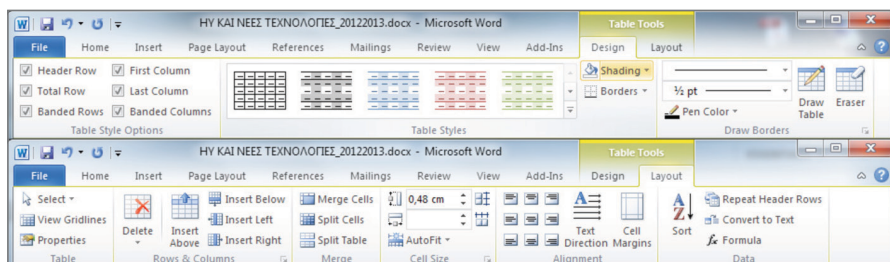 ΗΥ ΚΑΙ ΝΕΕΣ ΤΕΧΝΟΛΟΓΙΕΣ_20122013.docx - Microsoft Word
Table Tools
File Home Insert Page Layout References Mailings Review View Add-Ins Design Layout
Header Row First Column Shading
Total Row Last Column Borders ½ pt
Banded Rows Banded Columns Pen Color Draw Table Eraser
Table Style Options Table Styles Draw Borders
ΗΥ ΚΑΙ ΝΕΕΣ ΤΕΧΝΟΛΟΓΙΕΣ_20122013.docx - Microsoft Word
Table Tools
File Home Insert Page Layout References Mailings Review View Add-Ins Design Layout
Select Insert Below Merge Cells 0,48 cm Repeat Header Rows
View Gridlines Delete Insert Above Insert Left Split Cells Text Direction Cell Margins Sort Convert to Text
Properties Insert Right Split Table AutoFit Formula
Table Rows & Columns Merge Cell Size Alignment Data